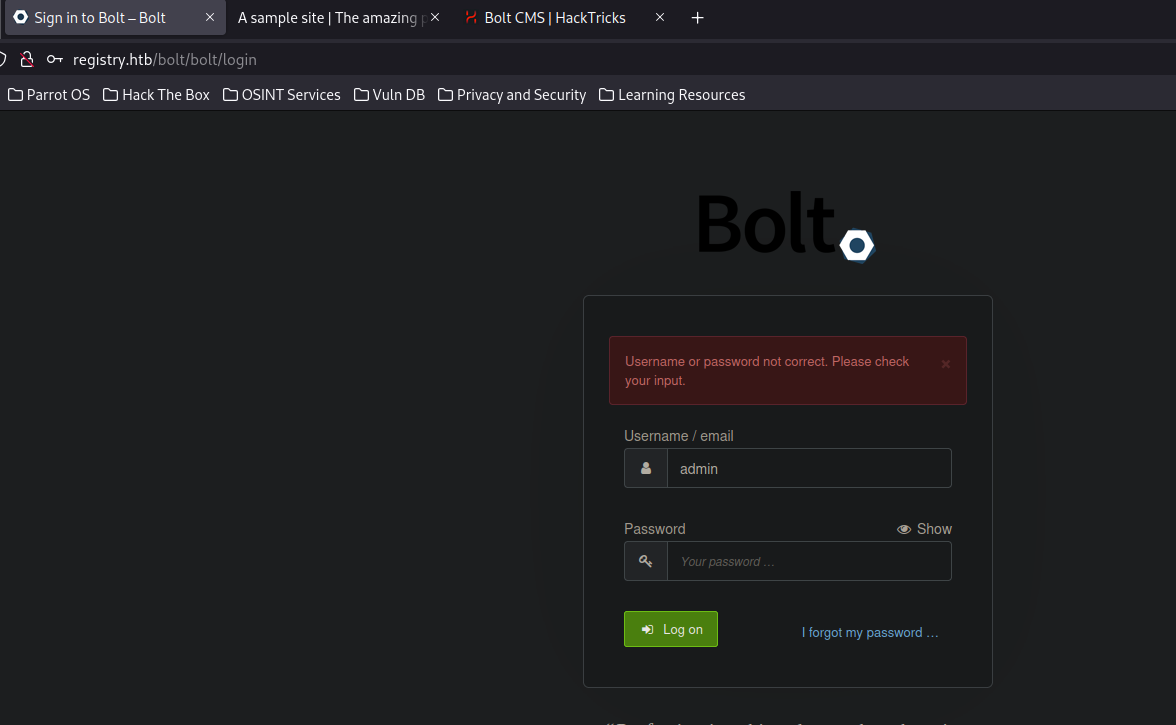 Sign in to Bolt – Bolt
A sample site | The amazing
Bolt CMS | HackTricks
registry.htb/bolt/bolt/login
Parrot OS
Hack The Box
OSINT Services
Vuln DB
Privacy and Security
Learning Resources
Bolt
Username or password not correct. Please check
your input.
Username / email
admin
Password
Show
Your password …
Log on
I forgot my password …